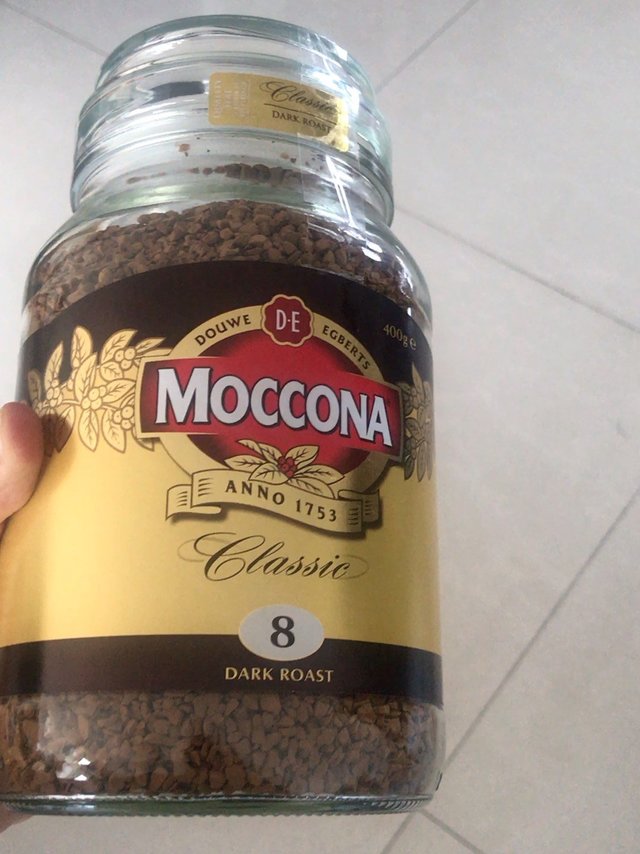 Classic
DARK ROAST
DOUWE D·E EGBERTS
400g e
MOCCONA
ANNO 1753
Classic
8
DARK ROAST